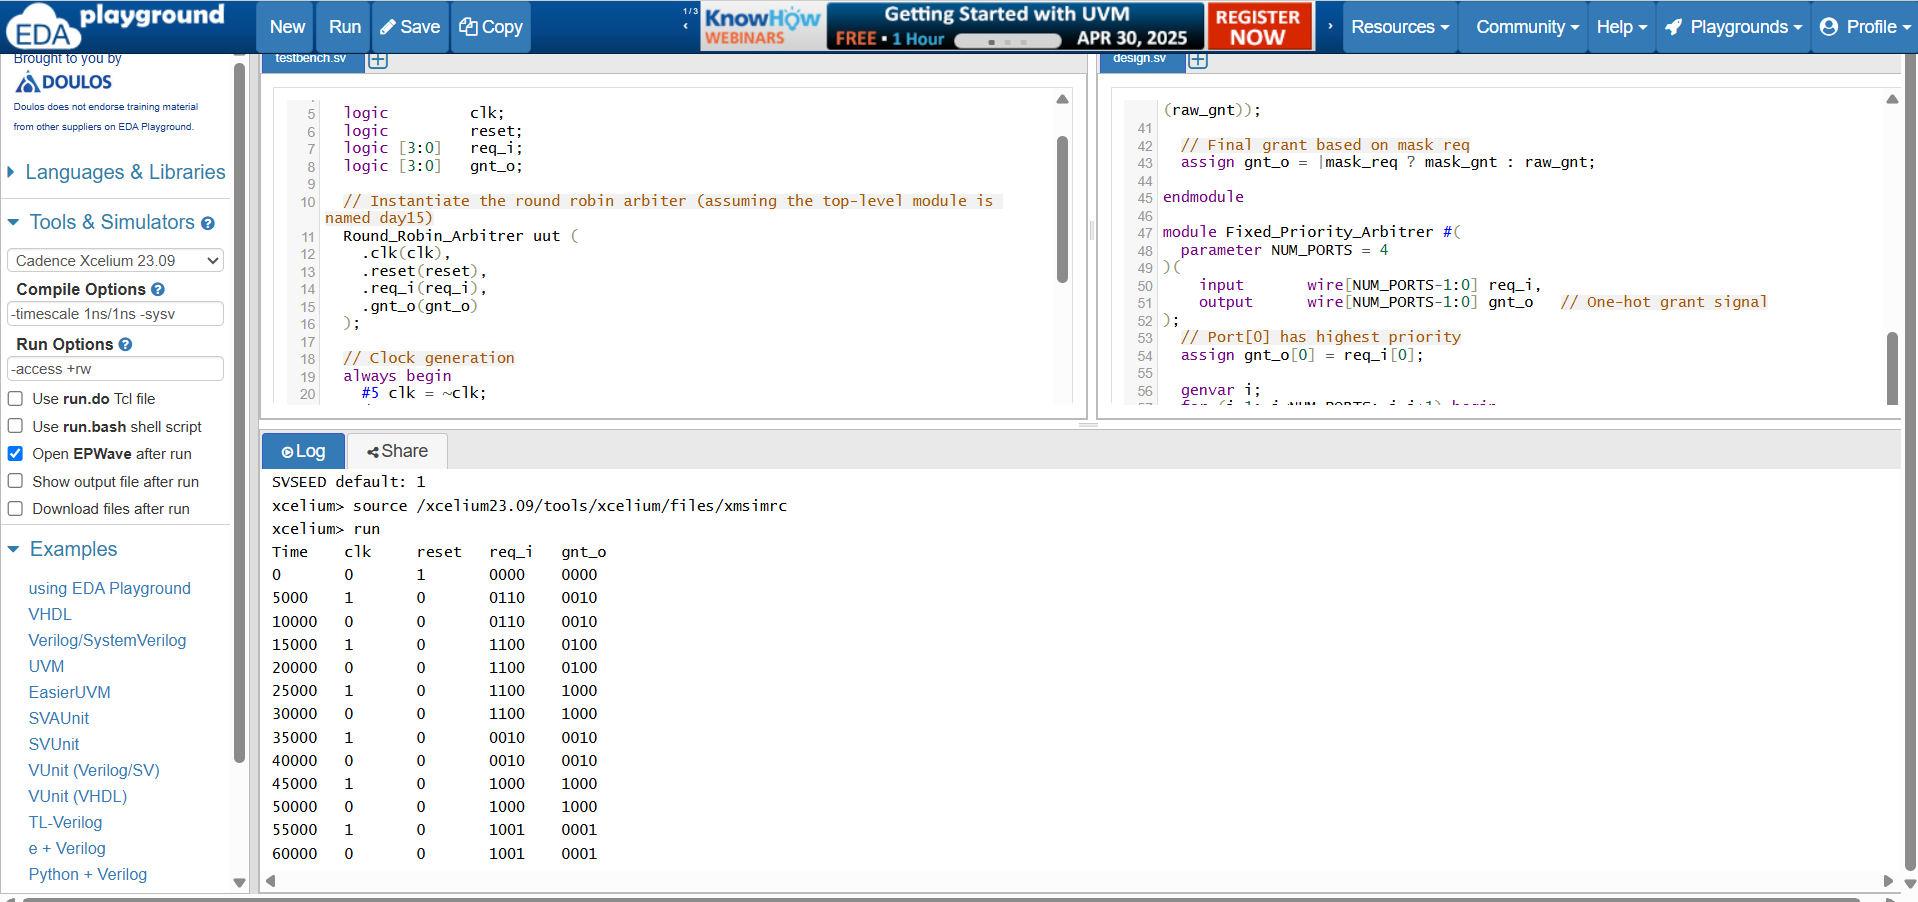 EDA playground
New
Run
Save
Copy
1 / 3
‹
KNOWHOW
WEBINARS
Getting Started with UVM
FREE • 1 Hour
APR 30, 2025
REGISTER
NOW
›
Resources
Community
Help
Playgrounds
Profile
Brought to you by
DOULOS
Doulos does not endorse training material
from other suppliers on EDA Playground.
Languages & Libraries
Tools & Simulators
Cadence Xcelium 23.09
Compile Options
-timescale 1ns/1ns -sysv
Run Options
-access +rw
Use run.do Tcl file
Use run.bash shell script
Open EPWave after run
Show output file after run
Download files after run
Examples
using EDA Playground
VHDL
Verilog/SystemVerilog
UVM
EasierUVM
SVAUnit
SVUnit
VUnit (Verilog/SV)
VUnit (VHDL)
TL-Verilog
e + Verilog
Python + Verilog
testbench.sv
5 logic clk;
6 logic reset;
7 logic [3:0] req_i;
8 logic [3:0] gnt_o;
9
10 // Instantiate the round robin arbiter (assuming the top-level module is
named day15)
11 Round_Robin_Arbitrer uut (
12 .clk(clk),
13 .reset(reset),
14 .req_i(req_i),
15 .gnt_o(gnt_o)
16 );
17
18 // Clock generation
19 always begin
20 #5 clk = ~clk;
design.sv
(raw_gnt));
41
42 // Final grant based on mask req
43 assign gnt_o = |mask_req ? mask_gnt : raw_gnt;
44
45 endmodule
46
47 module Fixed_Priority_Arbitrer #(
48 parameter NUM_PORTS = 4
49 )(
50 input wire[NUM_PORTS-1:0] req_i,
51 output wire[NUM_PORTS-1:0] gnt_o // One-hot grant signal
52 );
53 // Port[0] has highest priority
54 assign gnt_o[0] = req_i[0];
55
56 genvar i;
Log
Share
SVSEED default: 1
xcelium> source /xcelium23.09/tools/xcelium/files/xmsimrc
xcelium> run
Time clk reset req_i gnt_o
0 0 1 0000 0000
5000 1 0 0110 0010
10000 0 0 0110 0010
15000 1 0 1100 0100
20000 0 0 1100 0100
25000 1 0 1100 1000
30000 0 0 1100 1000
35000 1 0 0010 0010
40000 0 0 0010 0010
45000 1 0 1000 1000
50000 0 0 1000 1000
55000 1 0 1001 0001
60000 0 0 1001 0001